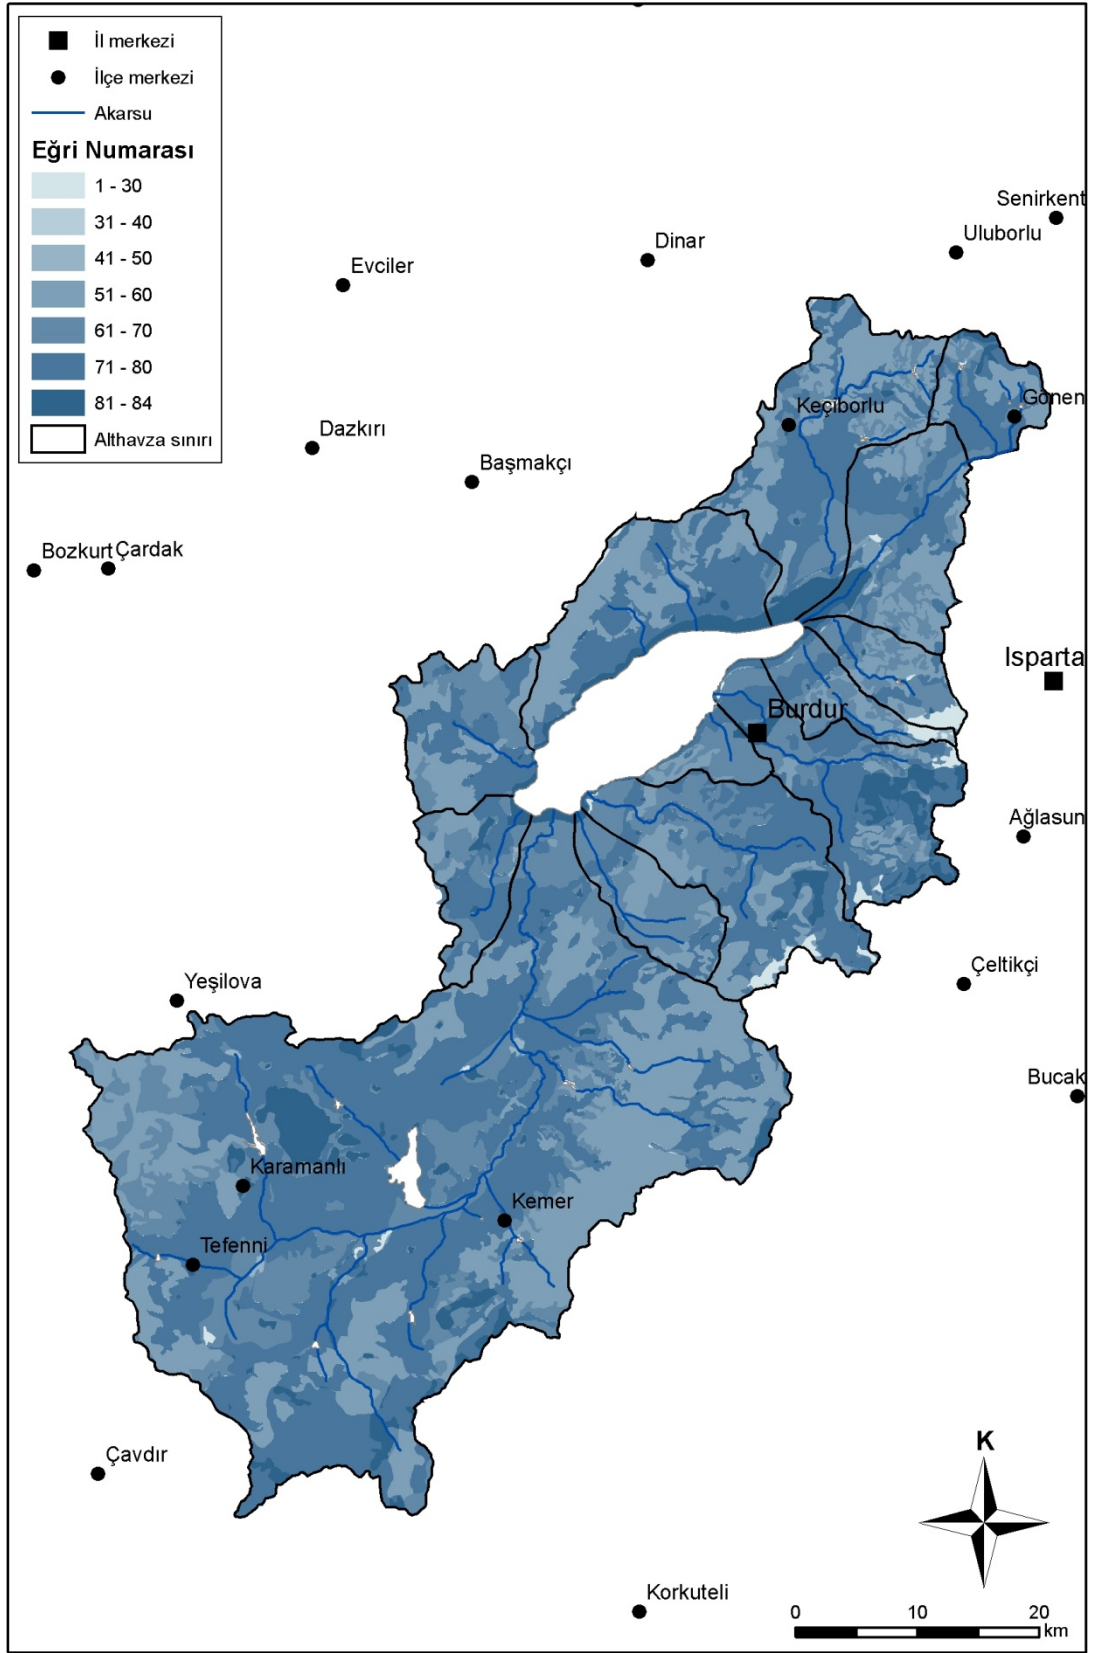 İl merkezi
İlçe merkezi
Akarsu
Eğri Numarası
1 - 30
31 - 40
41 - 50
51 - 60
61 - 70
71 - 80
81 - 84
Althavza sınırı
Senirkent
Uluborlu
Dinar
Evciler
Keçiborlu
Gönen
Dazkırı
Başmakçı
Bozkurt
Çardak
Isparta
Burdur
Ağlasun
Çeltikçi
Yeşilova
Bucak
Karamanlı
Kemer
Tefenni
Çavdır
K
Korkuteli
0 10 20
km